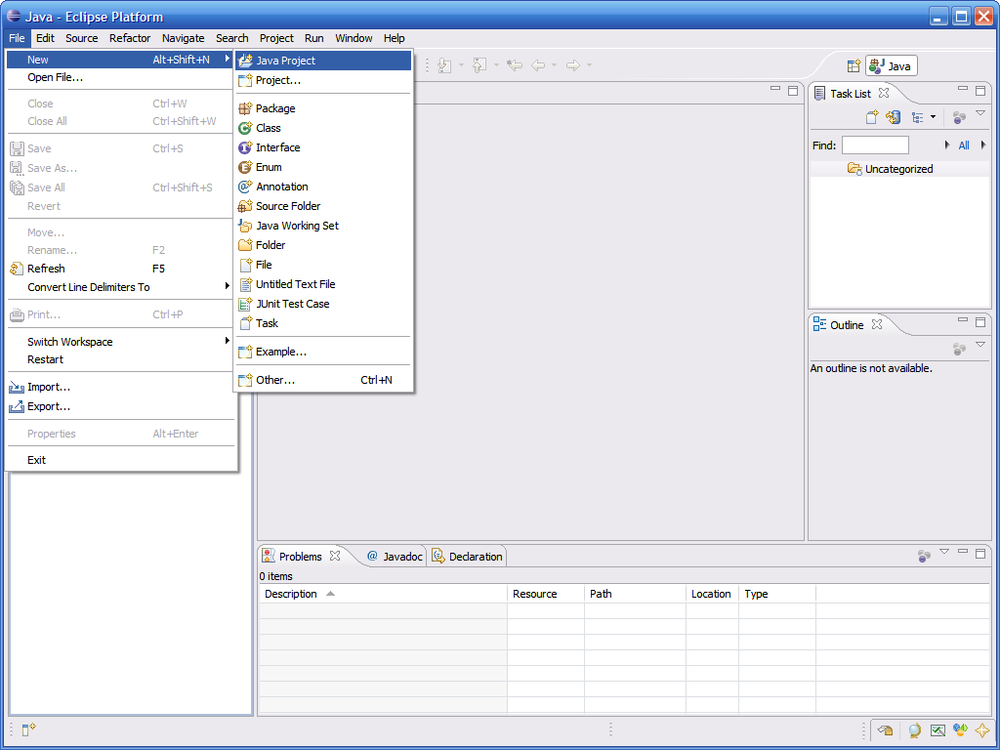 Java - Eclipse Platform
File Edit Source Refactor Navigate Search Project Run Window Help
New Alt+Shift+N
Open File...
Close Ctrl+W
Close All Ctrl+Shift+W
Save Ctrl+S
Save As...
Save All Ctrl+Shift+S
Revert
Move...
Rename... F2
Refresh F5
Convert Line Delimiters To
Print... Ctrl+P
Switch Workspace
Restart
Import...
Export...
Properties Alt+Enter
Exit
Java Project
Project...
Package
Class
Interface
Enum
Annotation
Source Folder
Java Working Set
Folder
File
Untitled Text File
JUnit Test Case
Task
Example...
Other... Ctrl+N
Java
Task List
Find: All
Uncategorized
Outline
An outline is not available.
Problems @ Javadoc Declaration
0 items
Description Resource Path Location Type